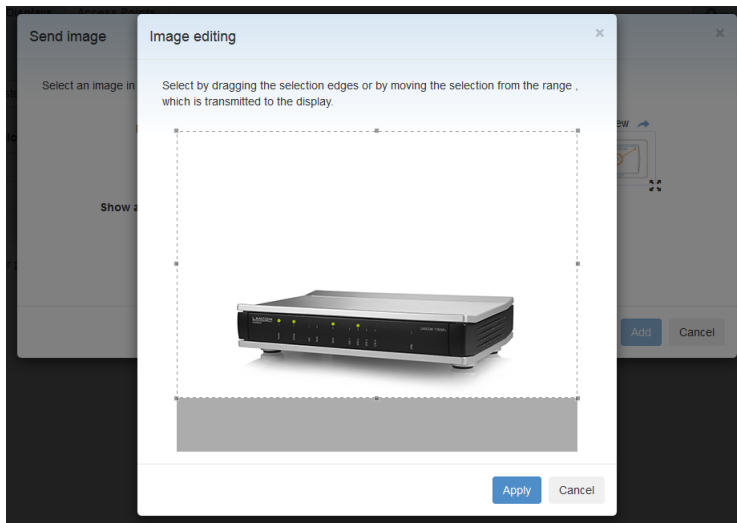 Displays Access Points
Send image
Image editing
×
×
Select an image in
Select by dragging the selection edges or by moving the selection from the range ,
which is transmitted to the display.
ew
Show a
LANCOM
Add
Cancel
Apply
Cancel